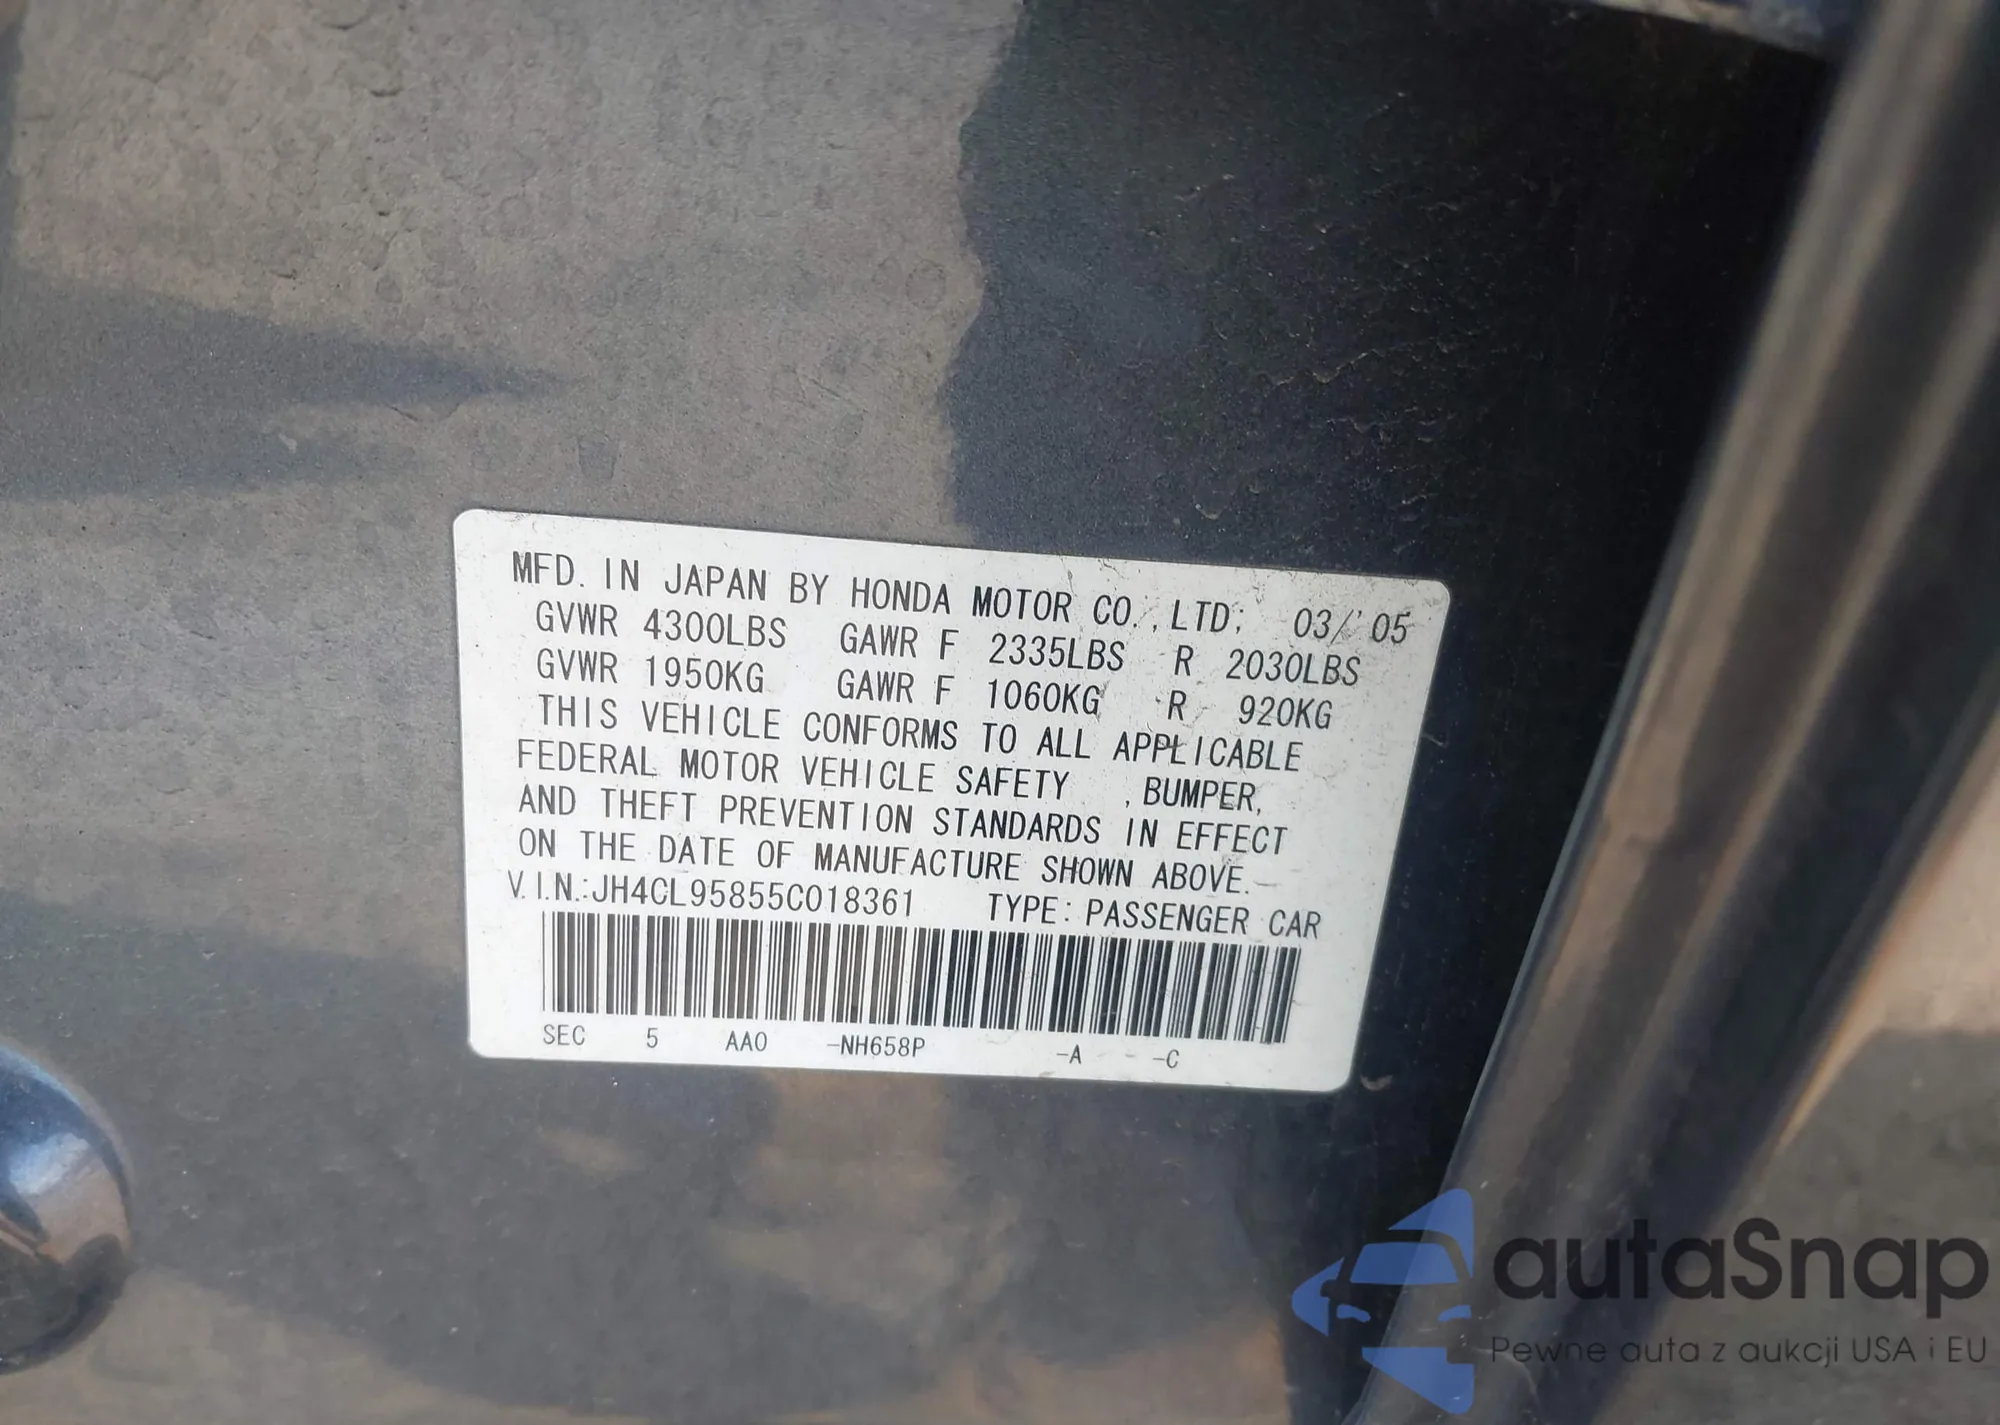 MFD. IN JAPAN BY HONDA MOTOR CO., LTD; 03/'05
GVWR 4300LBS GAWR F 2335LBS R 2030LBS
GVWR 1950KG GAWR F 1060KG R 920KG
THIS VEHICLE CONFORMS TO ALL APPLICABLE
FEDERAL MOTOR VEHICLE SAFETY , BUMPER,
AND THEFT PREVENTION STANDARDS IN EFFECT
ON THE DATE OF MANUFACTURE SHOWN ABOVE.
V.I.N.:JH4CL95855C018361 TYPE: PASSENGER CAR
SEC 5 AAO -NH658P -A -C
autaSnap
Pewne auta z aukcji USA i EU